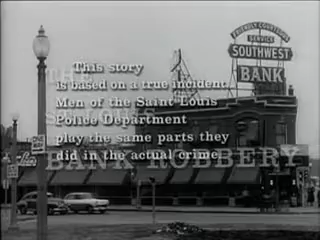 FRIENDLY COURTEOUS
SERVICE
SOUTHWEST
BANK
THE
BANK ROBBERY
This story
is based on a true incident
Men of the Saint Louis
Police Department
play the same parts they
did in the actual crime